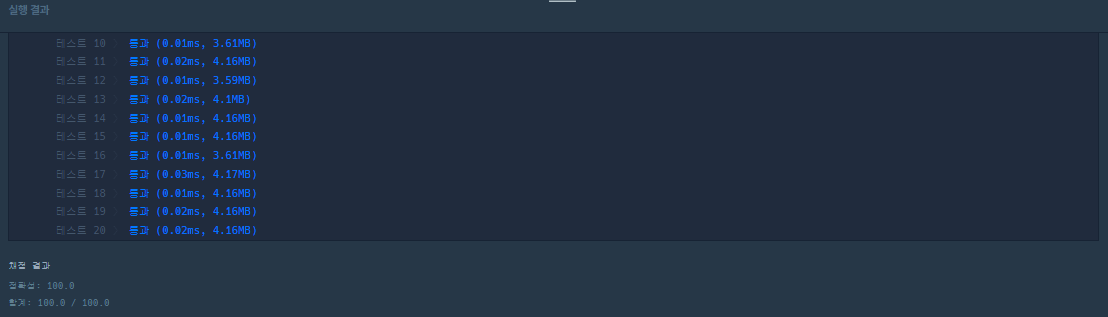 실행 결과
테스트 10 통과 (0.01ms, 3.61MB)
테스트 11 통과 (0.02ms, 4.16MB)
테스트 12 통과 (0.01ms, 3.59MB)
테스트 13 통과 (0.02ms, 4.1MB)
테스트 14 통과 (0.01ms, 4.16MB)
테스트 15 통과 (0.01ms, 4.16MB)
테스트 16 통과 (0.01ms, 3.61MB)
테스트 17 통과 (0.03ms, 4.17MB)
테스트 18 통과 (0.01ms, 4.16MB)
테스트 19 통과 (0.02ms, 4.16MB)
테스트 20 통과 (0.02ms, 4.16MB)
채점 결과
정확성: 100.0
합계: 100.0 / 100.0